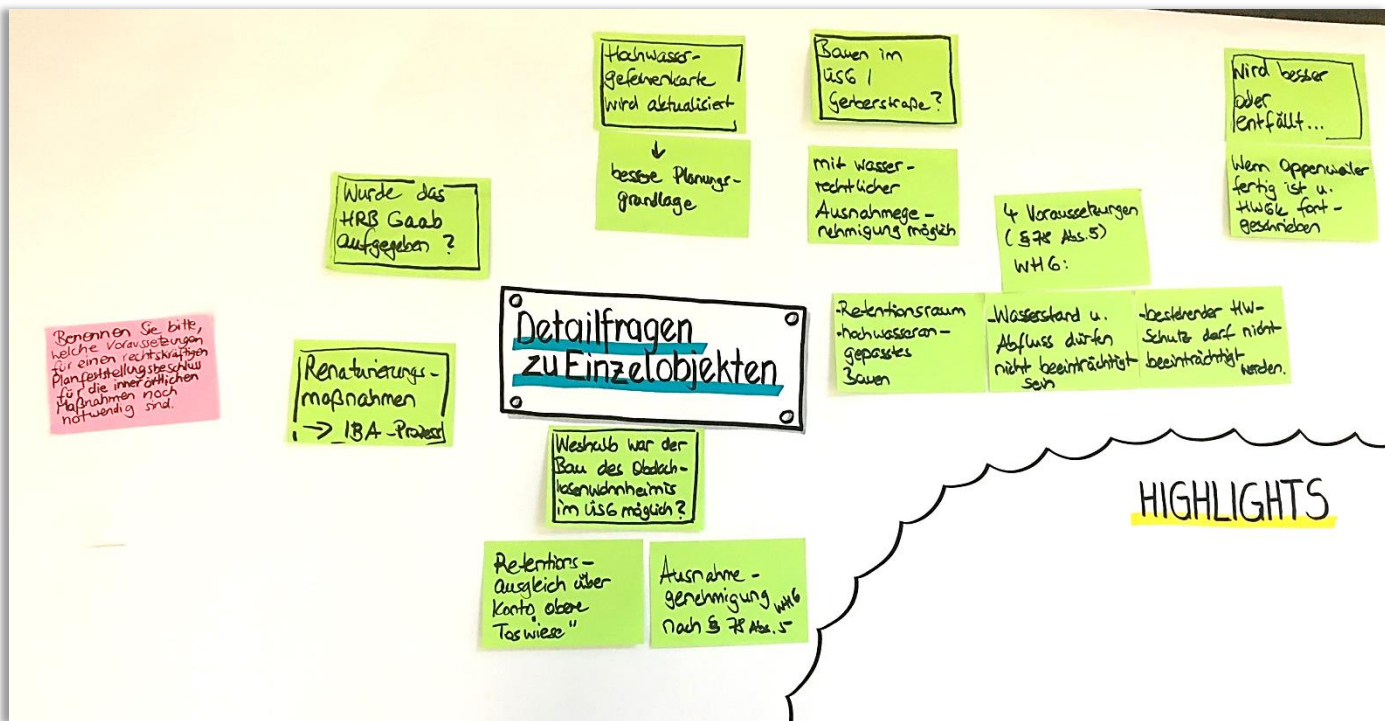 Hochwasser-
gefahrenkarte
wird aktualisiert
↓
bessere Planungs-
grundlage
Bauen im
ÜSG /
Gerberstraße?
mit wasser-
rechtlicher
Ausnahmege-
nehmigung möglich
4 Voraussetzungen
(§78 Abs.5)
WHG:
-Retentionsraum
-hochwasseran-
gepasstes
Bauen
-Wasserstand u.
Abfluss dürfen
nicht beeinträchtigt
sein
-bestehender HW-
Schutz darf nicht
beeinträchtigt
werden.
Wird besser
oder
entfällt...
Wenn Oppenweiler
fertig ist u.
HWGK fort-
geschrieben
Wurde das
HRB Gaab
aufgegeben ?
Benennen Sie bitte,
welche Voraussetzungen
für einen rechtskräftigen
Planfeststellungsbeschluss
für die innerörtlichen
Maßnahmen noch
notwendig sind.
Renaturierungs-
maßnahmen
→ IBA-Prozess
Detailfragen
zu Einzelobjekten
Weshalb war der
Bau des Obdach-
losenwohnheims
im ÜSG möglich?
Retentions-
ausgleich über
Konto "obere
Tauswiese"
Ausnahme-
genehmigung WHG
nach § 78 Abs. 5
HIGHLIGHTS